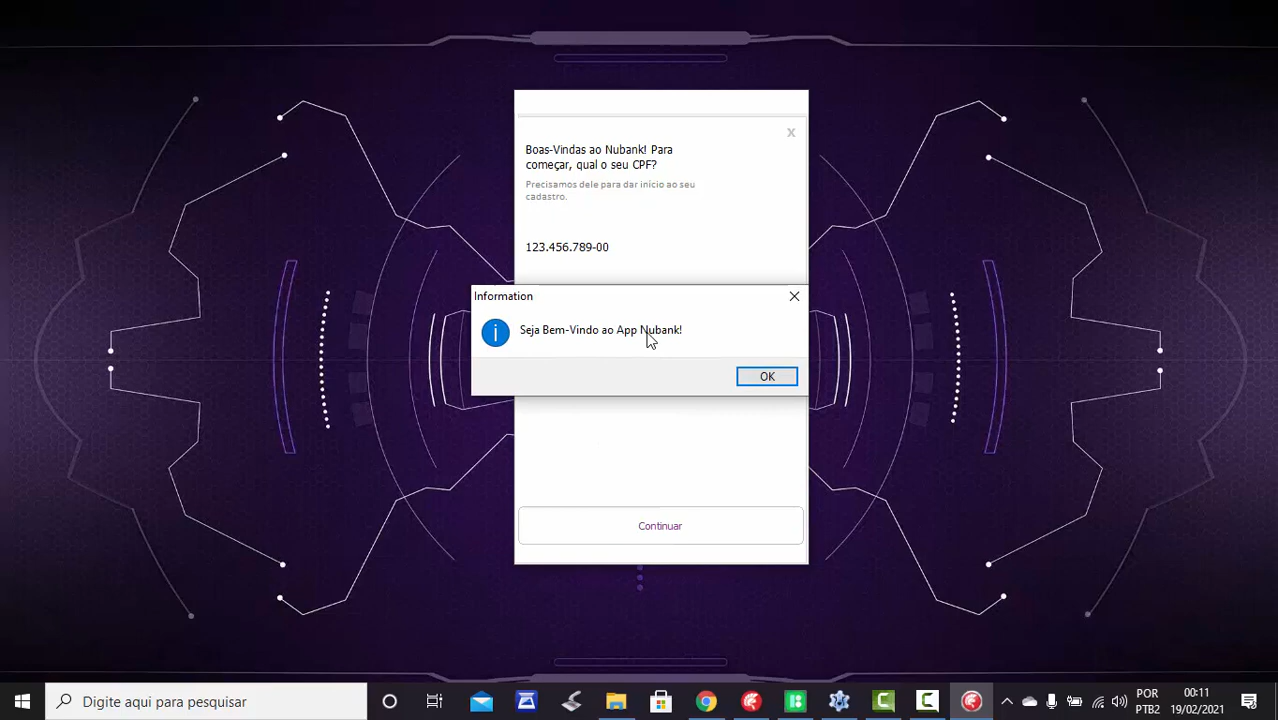 x
Boas-Vindas ao Nubank! Para
começar, qual o seu CPF?
Precisamos dele para dar início ao seu
cadastro.
123.456.789-00
Information
Seja Bem-Vindo ao App Nubank!
OK
Continuar
Digite aqui para pesquisar
POR
PTB2
00:11
19/02/2021